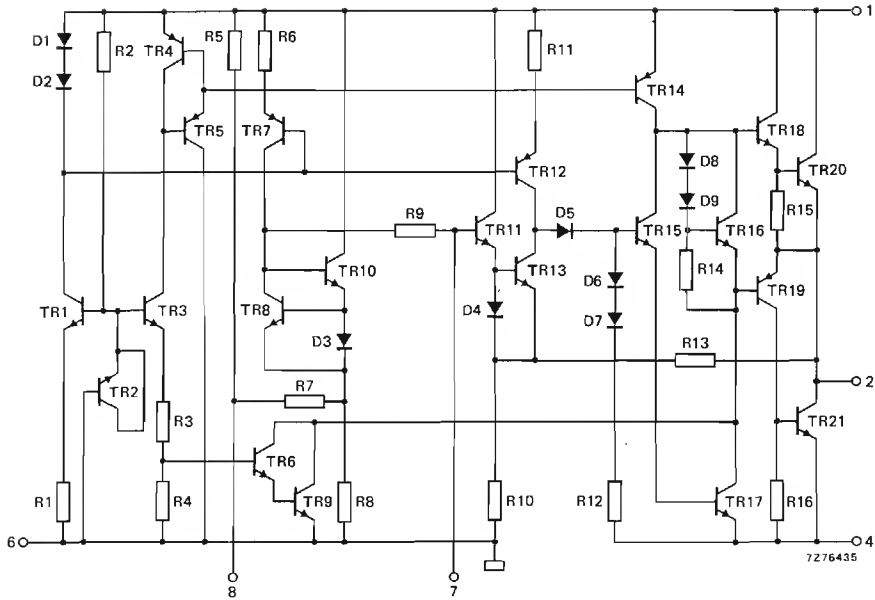 1
D1
R2
TR4
R5
R6
R11
D2
TR14
TR5
TR7
TR18
D8
TR12
TR20
D9
R15
R9
D5
TR11
TR15
TR16
TR10
TR13
D6
R14
TR19
TR1
TR3
TR8
D4
D7
D3
R13
TR2
R7
2
R3
TR21
TR6
R1
R4
TR9
R8
R10
R12
TR17
R16
6
4
7Z76435
8
7